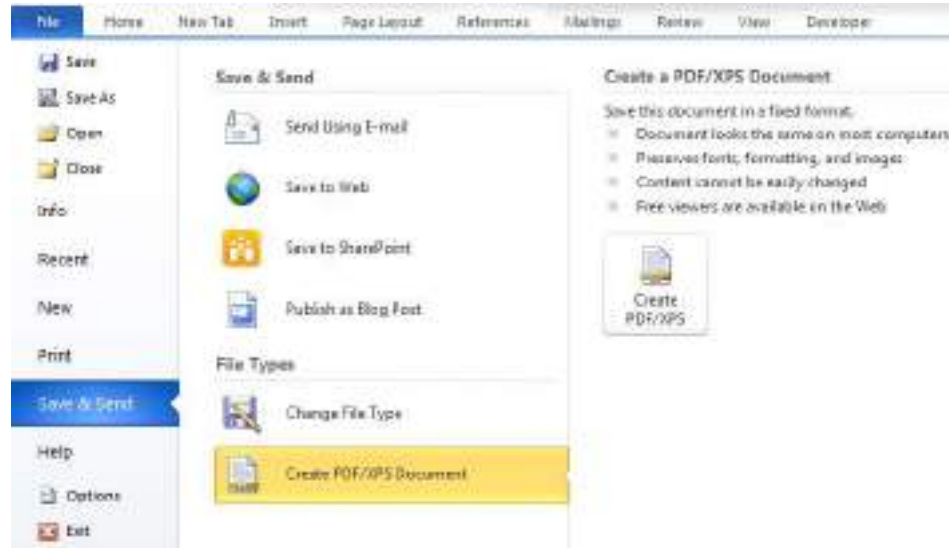 File Home New Tab Insert Page Layout References Mailings Review View Developer
Save
Save As
Open
Close
Info
Recent
New
Print
Save & Send
Help
Options
Exit
Save & Send
Send Using E-mail
Save to Web
Save to SharePoint
Publish as Blog Post
File Types
Change File Type
Create PDF/XPS Document
Create a PDF/XPS Document
Save this document in a fixed format.
Document looks the same on most computers
Preserves fonts, formatting, and images
Content cannot be easily changed
Free viewers are available on the Web
Create
PDF/XPS